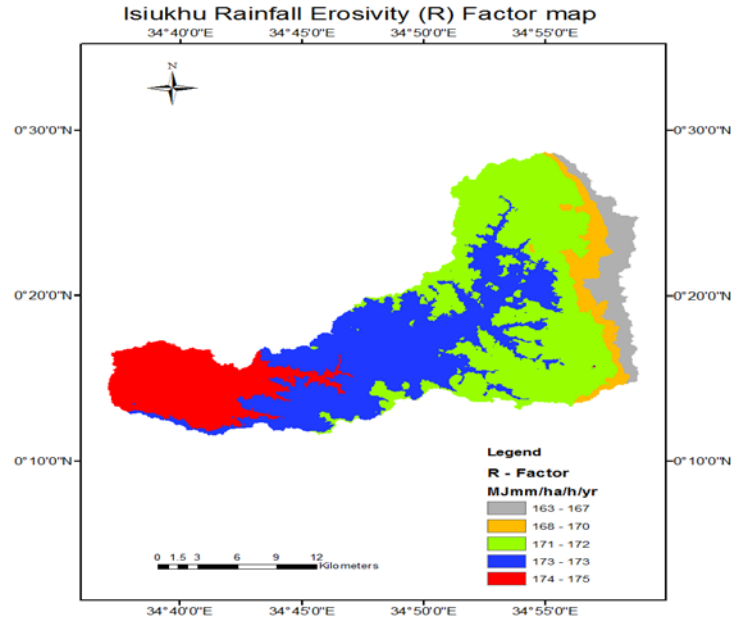 Isiukhu Rainfall Erosivity (R) Factor map
34°40'0"E 34°45'0"E 34°50'0"E 34°55'0"E
N
0°30'0"N 0°30'0"N
0°20'0"N 0°20'0"N
0°10'0"N 0°10'0"N
Legend
R - Factor
MJmm/ha/h/yr
163 - 167
168 - 170
171 - 172
173 - 173
174 - 175
0 1.5 3 6 9 12
Kilometers
34°40'0"E 34°45'0"E 34°50'0"E 34°55'0"E